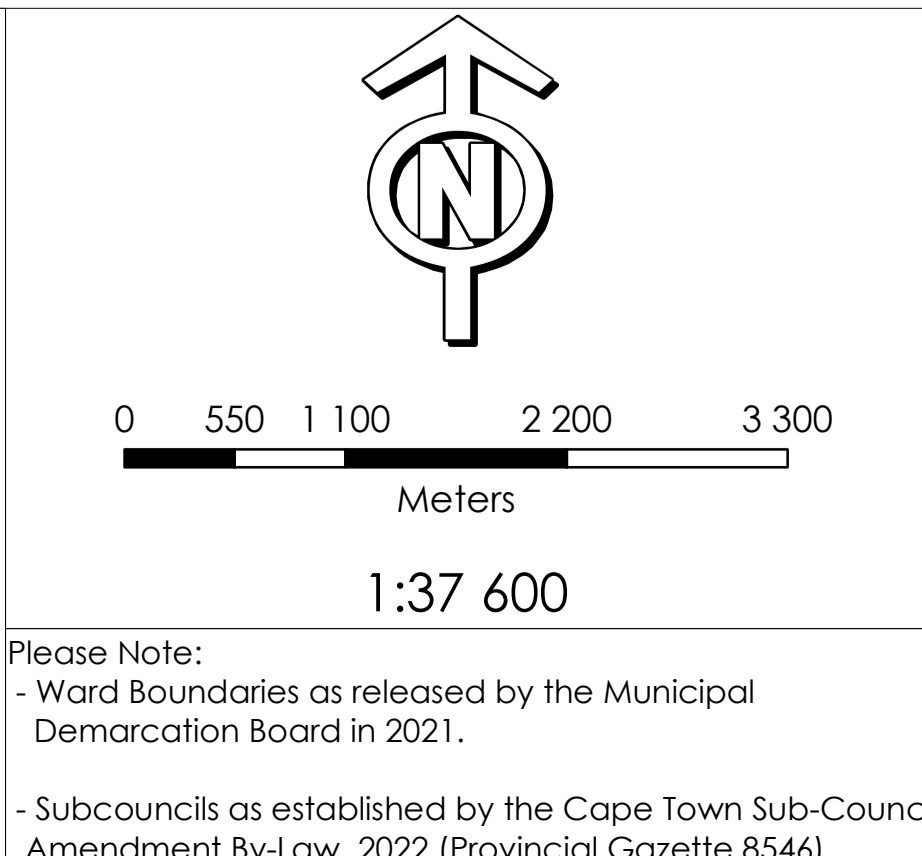 N
0 550 1 100 2 200 3 300
Meters
1:37 600
Please Note:
- Ward Boundaries as released by the Municipal
Demarcation Board in 2021.
- Subcouncils as established by the Cape Town Sub-Counc
Amendment By-Law, 2022 (Provincial Gazette 8546)